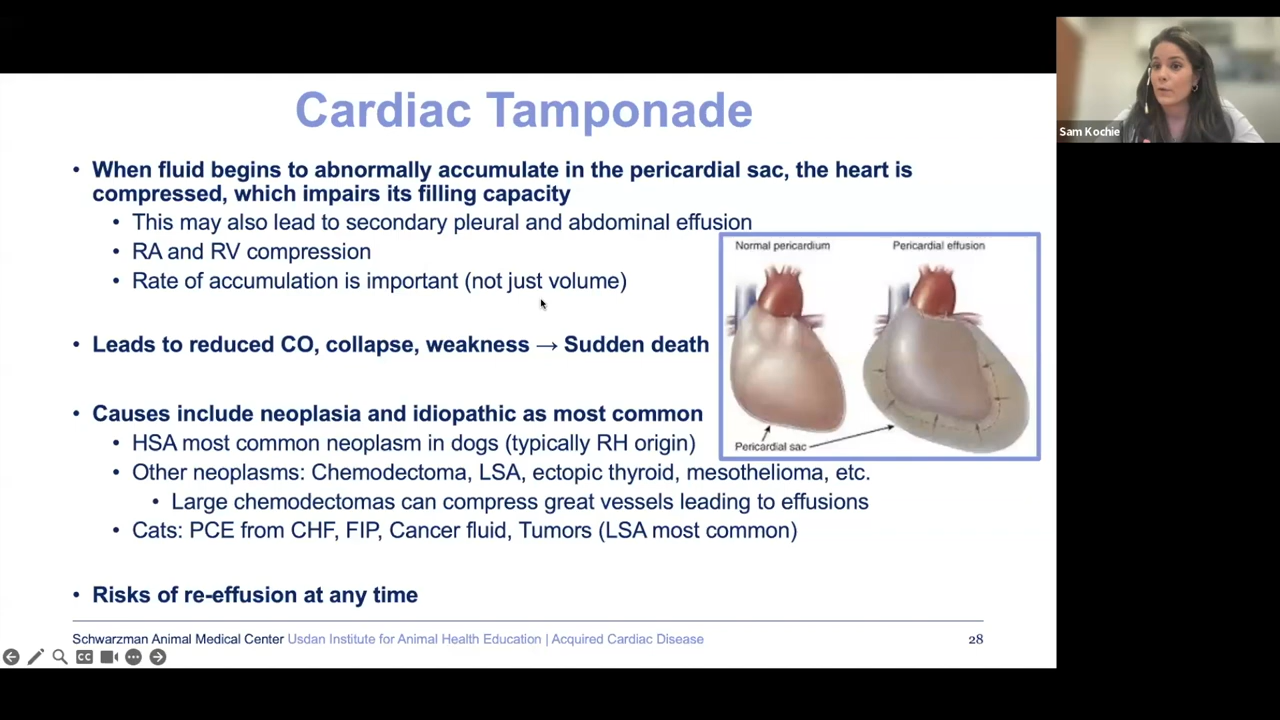 Cardiac Tamponade
• When fluid begins to abnormally accumulate in the pericardial sac, the heart is
compressed, which impairs its filling capacity
• This may also lead to secondary pleural and abdominal effusion
• RA and RV compression
• Rate of accumulation is important (not just volume)
• Leads to reduced CO, collapse, weakness → Sudden death
• Causes include neoplasia and idiopathic as most common
• HSA most common neoplasm in dogs (typically RH origin)
• Other neoplasms: Chemodectoma, LSA, ectopic thyroid, mesothelioma, etc.
• Large chemodectomas can compress great vessels leading to effusions
• Cats: PCE from CHF, FIP, Cancer fluid, Tumors (LSA most common)
• Risks of re-effusion at any time
Normal pericardium
Pericardial effusion
Pericardial sac
Schwarzman Animal Medical Center Usdan Institute for Animal Health Education | Acquired Cardiac Disease
28
CC
Sam Kochie